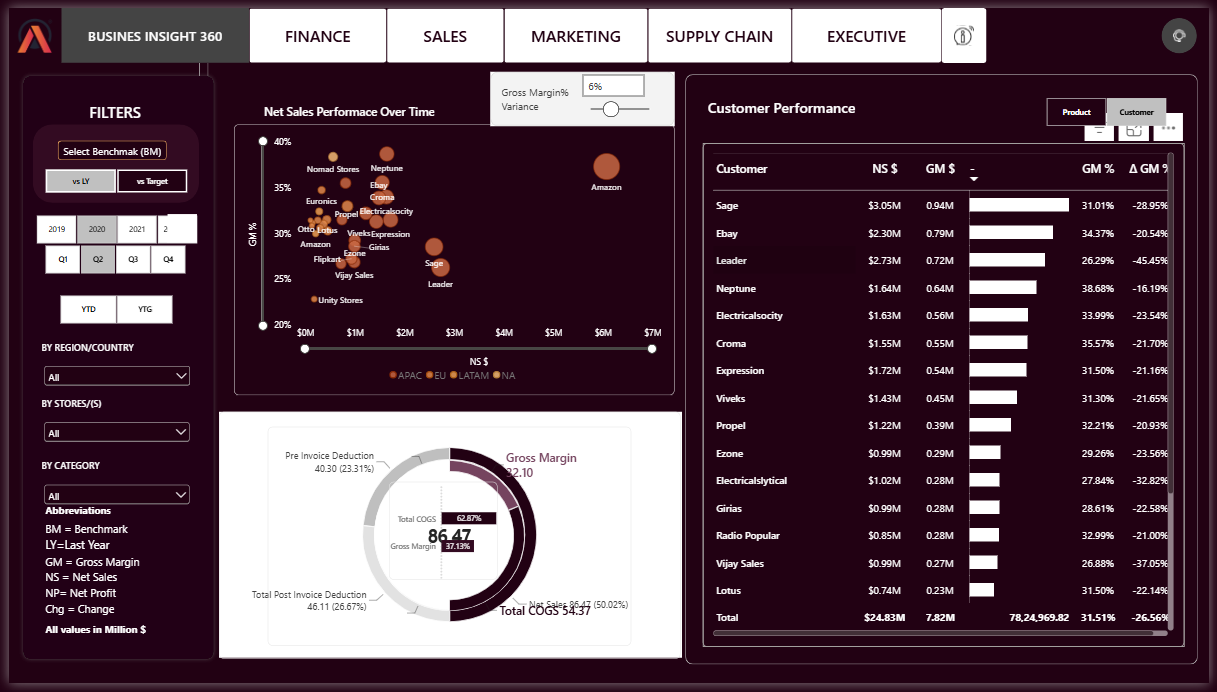 BUSINES INSIGHT 360
FINANCE
SALES
MARKETING
SUPPLY CHAIN
EXECUTIVE
FILTERS
Select Benchmak (BM)
vs LY
vs Target
2019
2020
2021
2
Q1
Q2
Q3
Q4
YTD
YTG
BY REGION/COUNTRY
All
BY STORES/(S)
All
BY CATEGORY
All
Abbreviations
BM = Benchmark
LY=Last Year
GM = Gross Margin
NS = Net Sales
NP= Net Profit
Chg = Change
All values in Million $
Net Sales Performace Over Time
Gross Margin%
Variance
6%
40%
35%
30%
25%
20%
GM %
Nomad Stores
Neptune
Amazon
Ebay
Euronics
Croma
Propel
Electricalsocity
Otto
Lotus
Viveks
Expression
Amazon
Girias
Ezone
Flipkart
Sage
Vijay Sales
Leader
Unity Stores
$0M
$1M
$2M
$3M
$4M
$5M
$6M
$7M
NS $
APAC
EU
LATAM
NA
Pre Invoice Deduction
40.30 (23.31%)
Gross Margin
32.10
Total COGS
62.87%
86.47
Gross Margin
37.13%
Total Post Invoice Deduction
46.11 (26.67%)
Net Sales 86.47 (50.02%)
Total COGS 54.37
Customer Performance
Product
Customer
Customer NS $ GM $ - GM % Δ GM %
Sage $3.05M 0.94M 31.01% -28.95%
Ebay $2.30M 0.79M 34.37% -20.54%
Leader $2.73M 0.72M 26.29% -45.45%
Neptune $1.64M 0.64M 38.68% -16.19%
Electricalsocity $1.63M 0.56M 33.99% -23.54%
Croma $1.55M 0.55M 35.57% -21.70%
Expression $1.72M 0.54M 31.50% -21.16%
Viveks $1.43M 0.45M 31.30% -21.65%
Propel $1.22M 0.39M 32.21% -20.93%
Ezone $0.99M 0.29M 29.26% -23.56%
Electricalslytical $1.02M 0.28M 27.84% -32.82%
Girias $0.99M 0.28M 28.61% -22.58%
Radio Popular $0.85M 0.28M 32.99% -21.00%
Vijay Sales $0.99M 0.27M 26.88% -37.05%
Lotus $0.74M 0.23M 31.50% -22.14%
Total $24.83M 7.82M 78,24,969.82 31.51% -26.56%